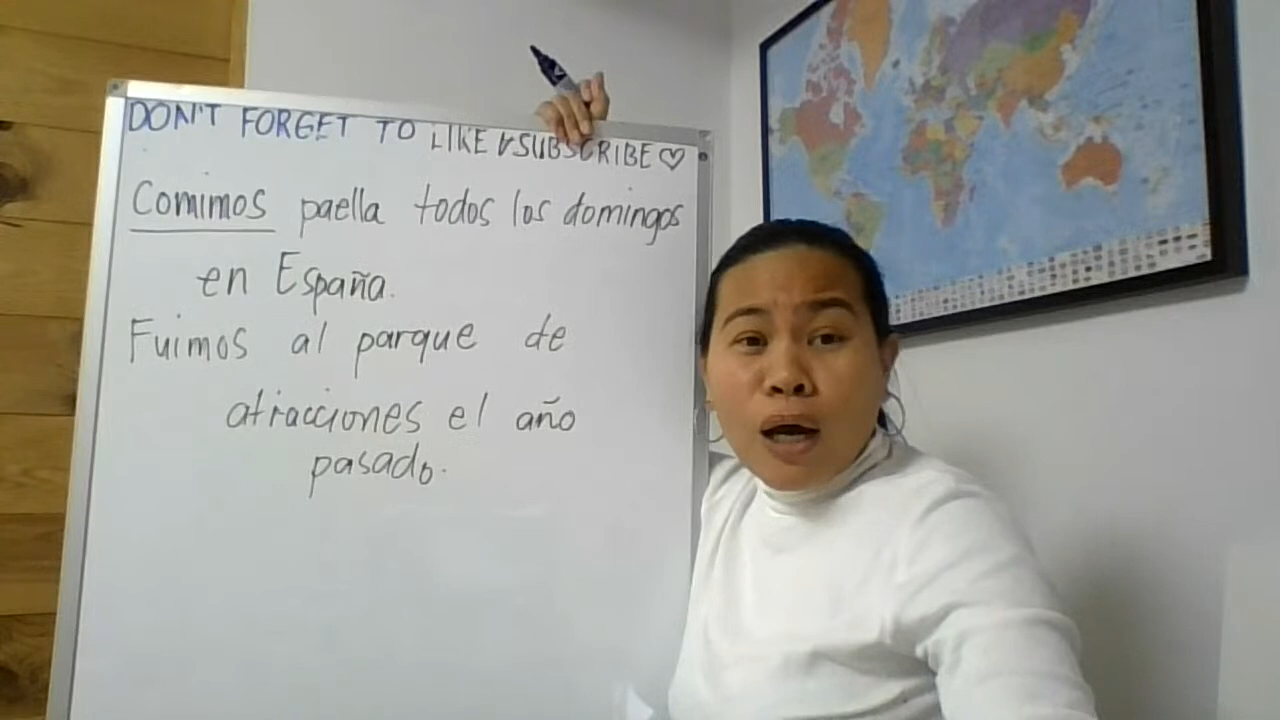 DON'T FORGET TO LIKE & SUBSCRIBE ♡
Comimos paella todos los domingos
en España.
Fuimos al parque de
atracciones el año
pasado.